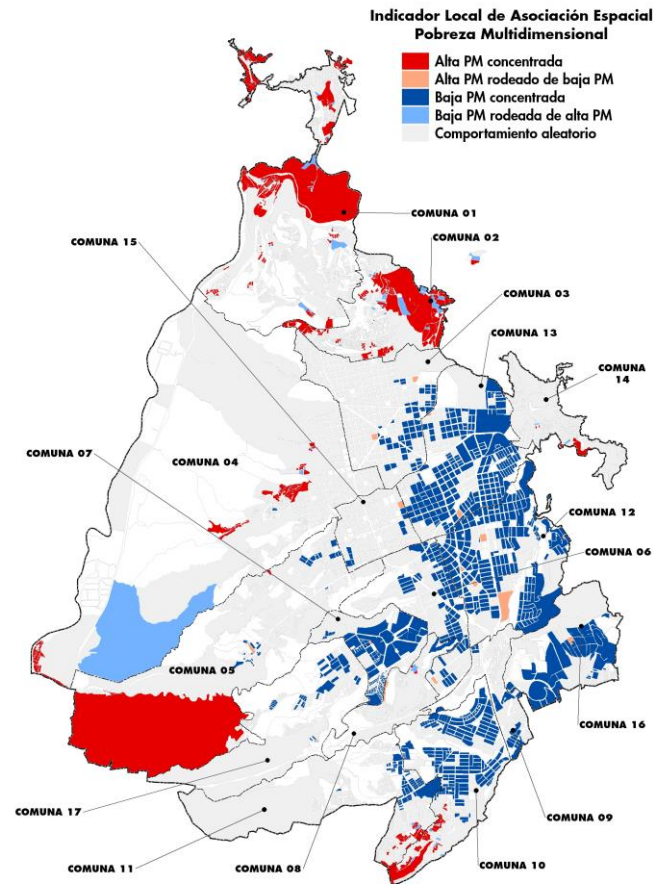 Indicador Local de Asociación Espacial
Pobreza Multidimensional
Alta PM concentrada
Alta PM rodeado de baja PM
Baja PM concentrada
Baja PM rodeada de alta PM
Comportamiento aleatorio
COMUNA 01
COMUNA 15
COMUNA 02
COMUNA 03
COMUNA 13
COMUNA
14
COMUNA 07
COMUNA 04
COMUNA 12
COMUNA 06
COMUNA 05
COMUNA 16
COMUNA 17
COMUNA 09
COMUNA 11
COMUNA 08
COMUNA 10